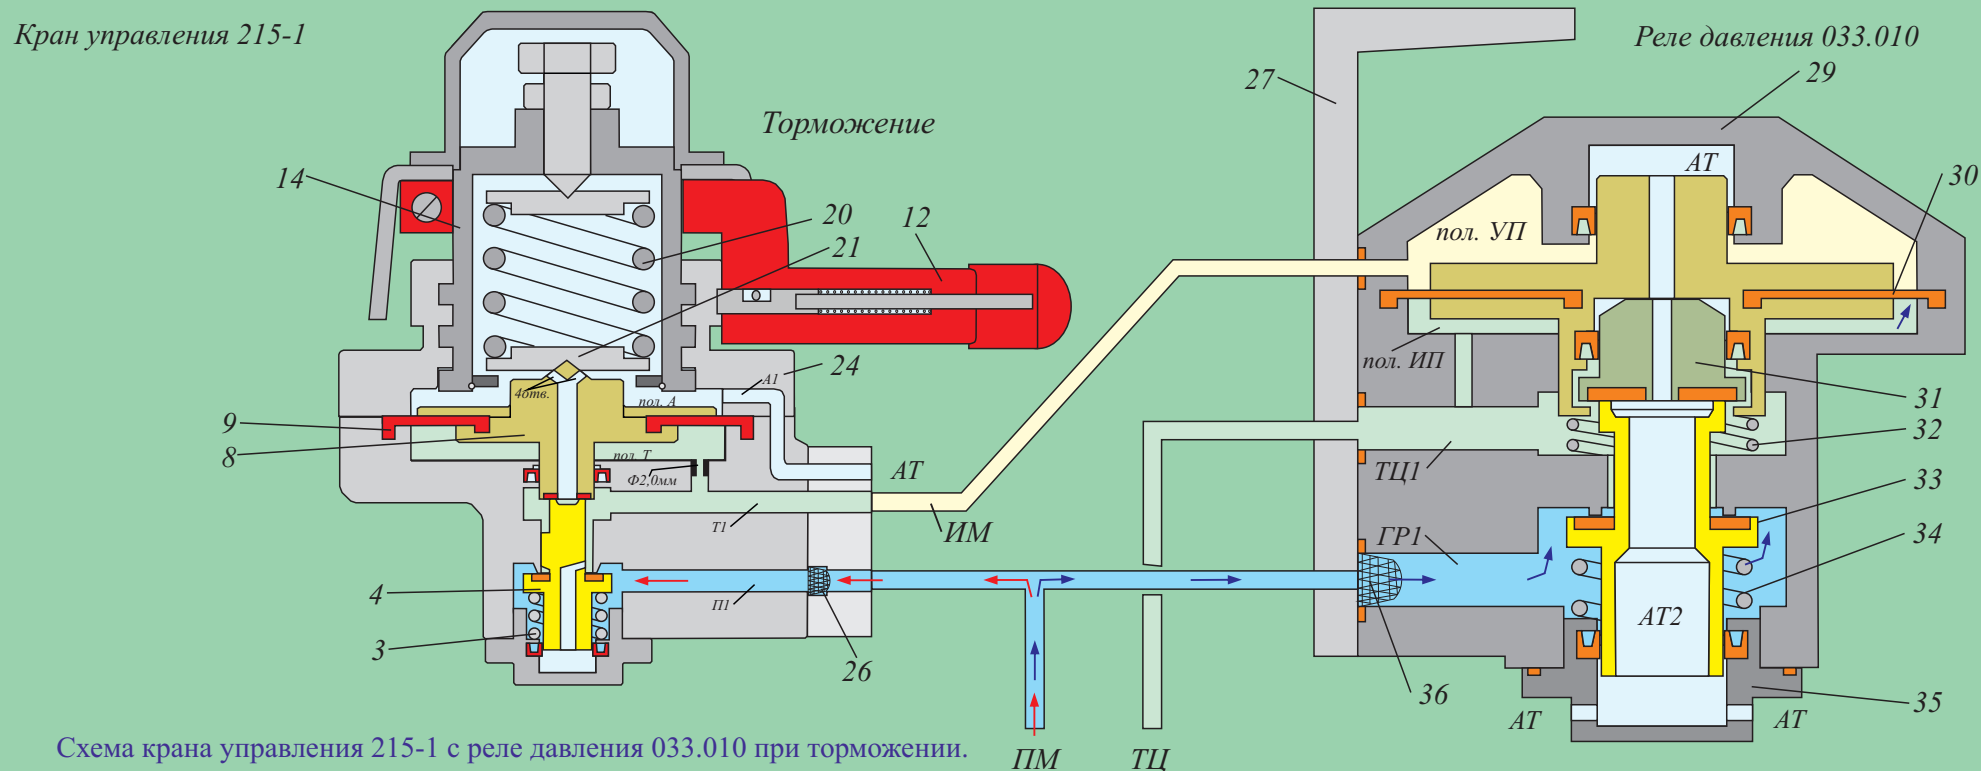 Кран управления 215-1
Реле давления 033.010
Торможение
14
20
21
12
24
9
8
4
3
26
4отв.
пол. А
А1
пол. Т
Ф2,0мм
Т1
П1
АТ
ИМ
ПМ
ТЦ
27
29
АТ
30
пол. УП
пол. ИП
31
32
ТЦ1
33
ГР1
34
АТ2
36
35
АТ
АТ
Схема крана управления 215-1 с реле давления 033.010 при торможении.